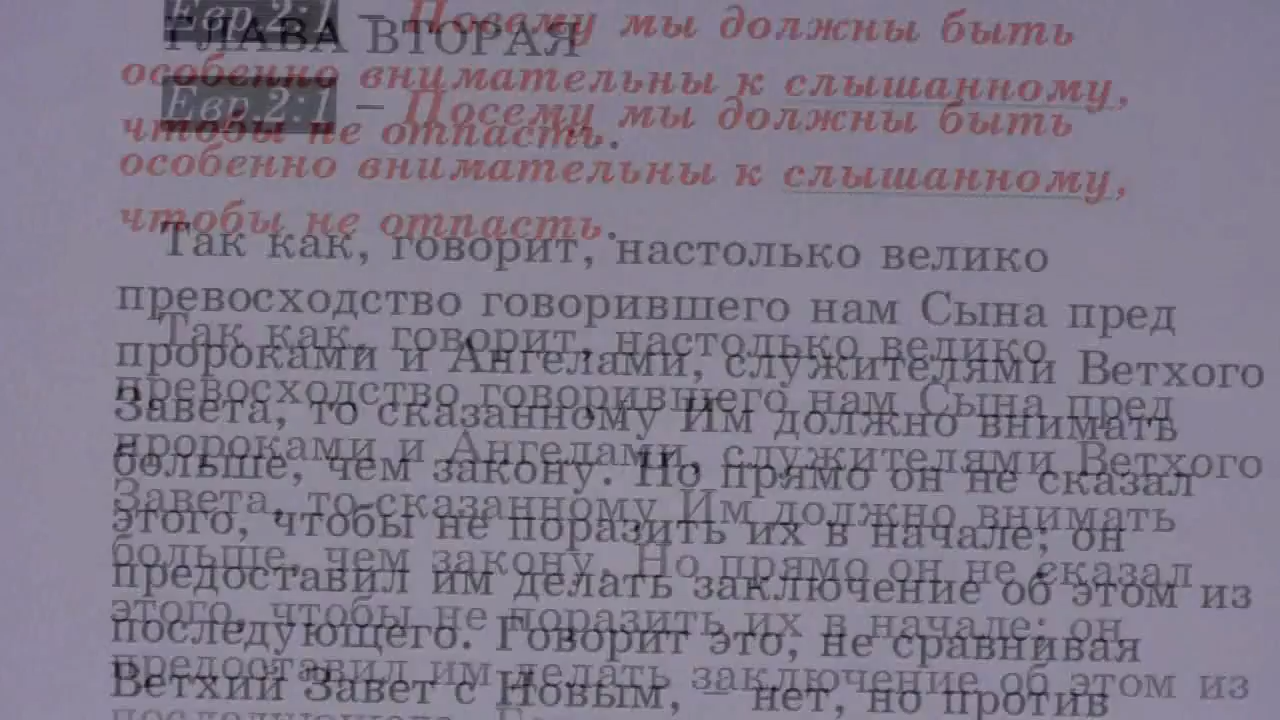 ГЛАВА ВТОРАЯ
Евр.2:1 – Посему мы должны быть
особенно внимательны к слышанному,
чтобы не отпасть.
Так как, говорит, настолько велико
превосходство говорившего нам Сына пред
пророками и Ангелами, служителями Ветхого
Завета, то сказанному Им должно внимать
больше, чем закону. Но прямо он не сказал
этого, чтобы не поразить их в начале; он
предоставил им делать заключение об этом из
последующего. Говорит это, не сравнивая
Ветхий Завет с Новым, – нет, но против